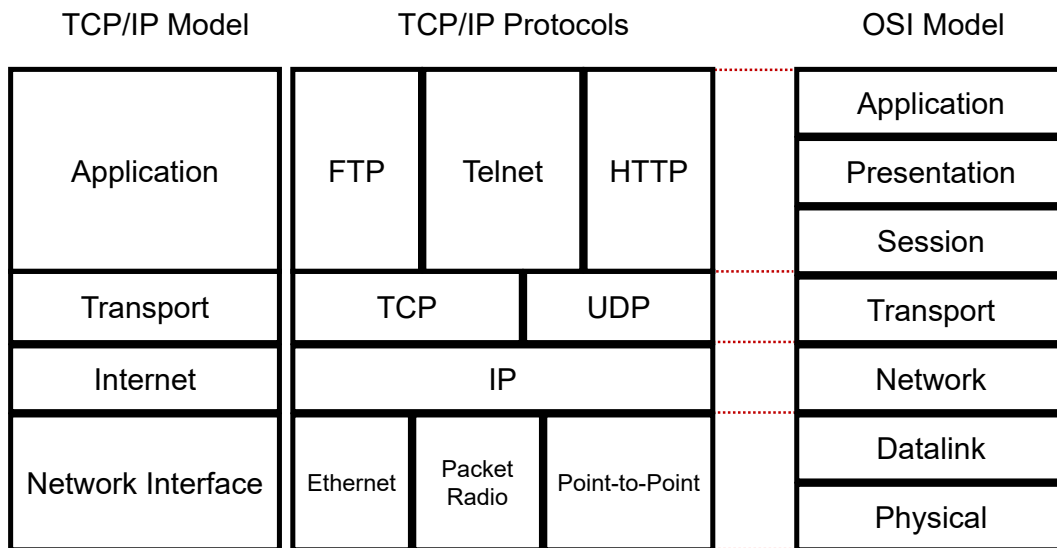 TCP/IP Model
TCP/IP Protocols
OSI Model
Application
FTP
Telnet
HTTP
Application
Presentation
Session
Transport
TCP
UDP
Transport
Internet
IP
Network
Network Interface
Ethernet
Packet
Radio
Point-to-Point
Datalink
Physical